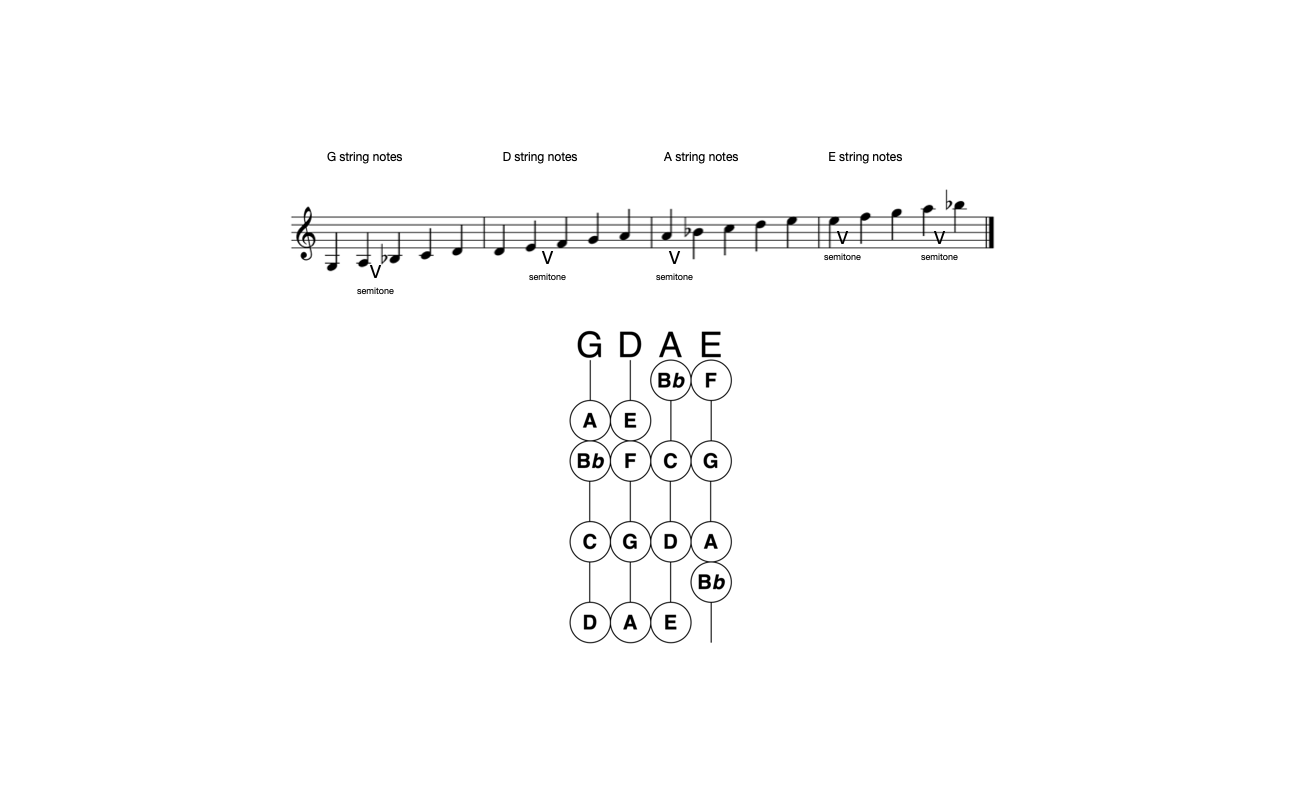 G string notes D string notes A string notes E string notes
V V V V V
semitone semitone semitone semitone semitone
G D A E
Bb F
A E
Bb F C G
C G D A
Bb
D A E